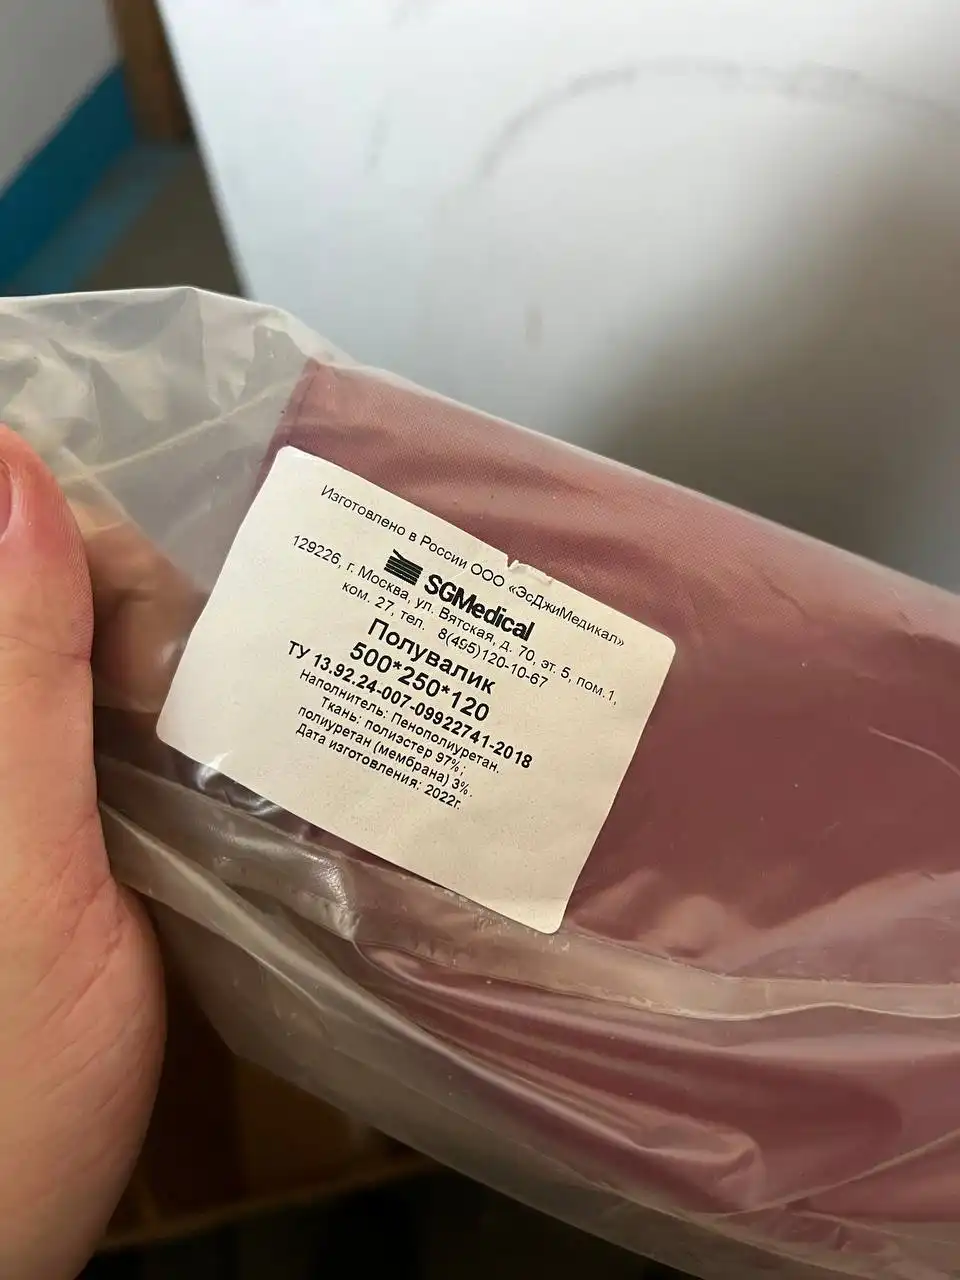 Изготовлено в России ООО «ЭсДжиМедикал»
SGMedical
129226, г. Москва, ул. Вятская, д. 70, эт. 5, пом.1,
ком. 27, тел. 8(495)120-10-67
Полувалик
500*250*120
ТУ 13.92.24-007-09922741-2018
Наполнитель: Пенополиуретан.
Ткань: полиэстер 97%;
полиуретан (мембрана) 3%.
Дата изготовления: 2022г.